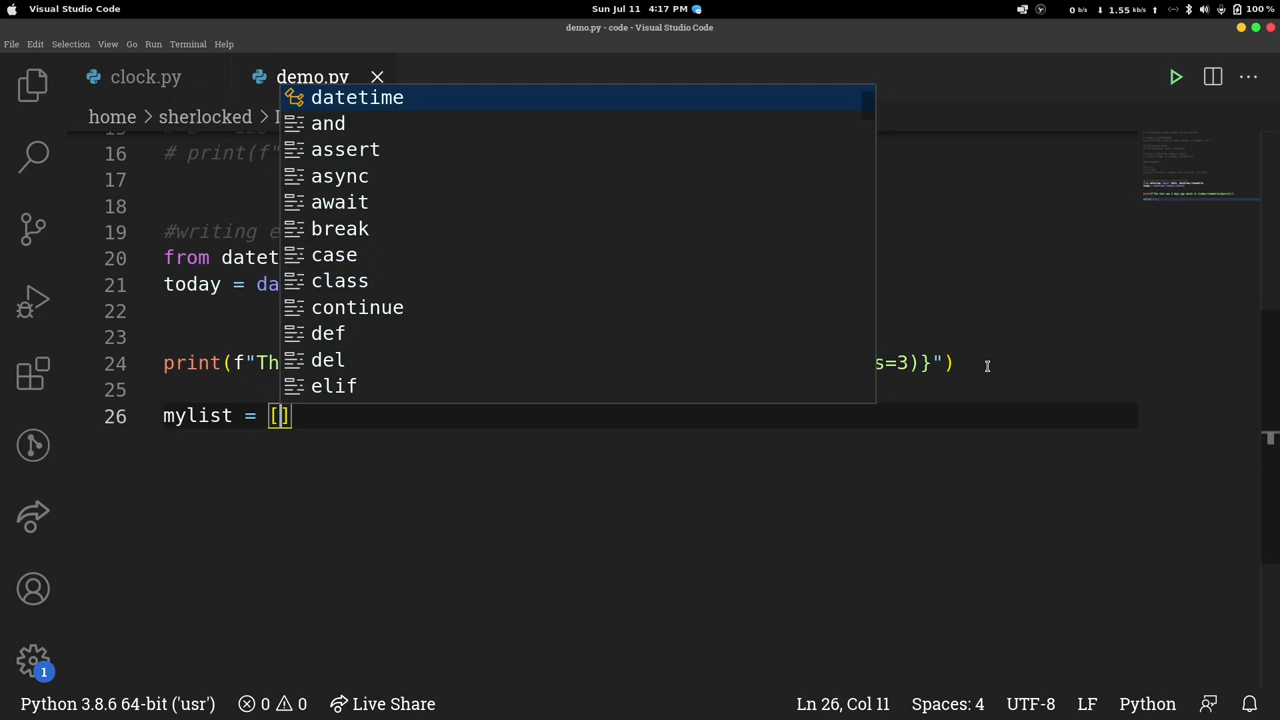 Visual Studio Code
Sun Jul 11 4:17 PM
0 b/s 1.55 kb/s 100 %
demo.py - code - Visual Studio Code
File Edit Selection View Go Run Terminal Help
clock.py demo.py
home > sherlocked >
datetime
and
assert
async
await
break
case
class
continue
def
del
elif
16 # print(f"
17
18
19 #writing e
20 from datet
21 today = da
22
23
24 print(f"Th s=3)}")
25
26 mylist = []
1
Python 3.8.6 64-bit ('usr') 0 0 Live Share Ln 26, Col 11 Spaces: 4 UTF-8 LF Python